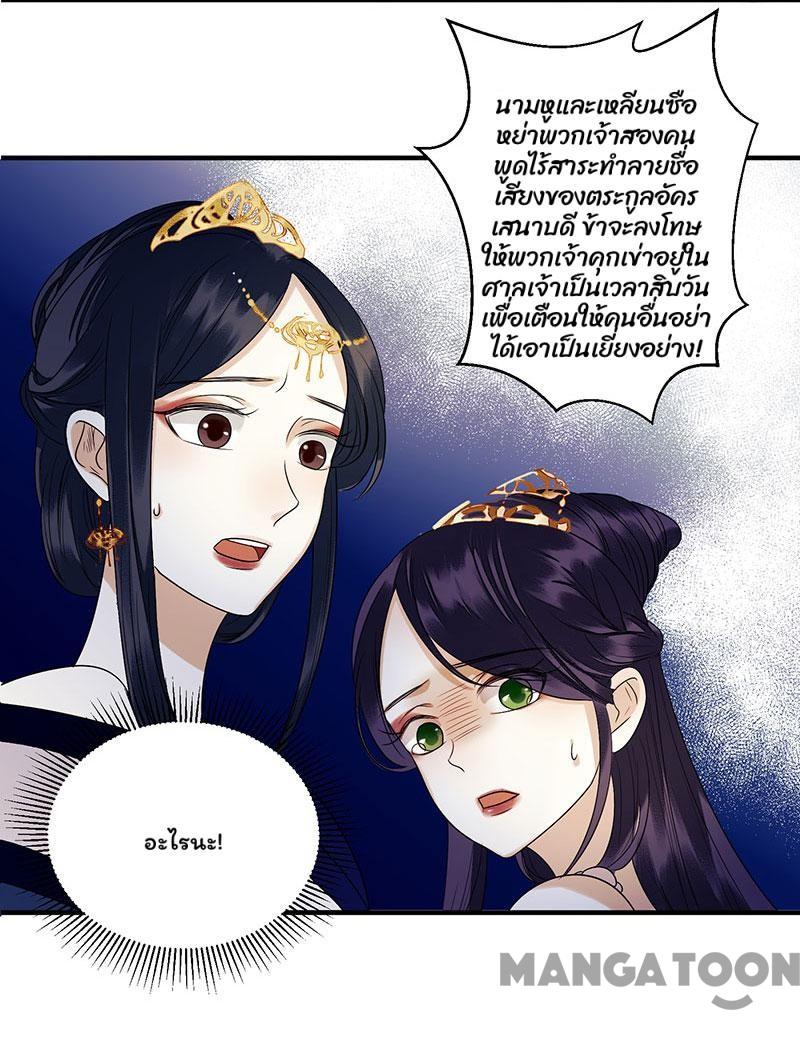 นามหูและเหลียนซือ
หย่าพวกเจ้าสองคน
พูดไร้สาระทำลายชื่อ
เสียงของตระกูลอัคร
เสนาบดี ข้าจะลงโทษ
ให้พวกเจ้าคุกเข่าอยู่ใน
ศาลเจ้าเป็นเวลาสิบวัน
เพื่อเตือนให้คนอื่นอย่า
ได้เอาเป็นเยี่ยงอย่าง!
อะไรนะ!
MANGATOON